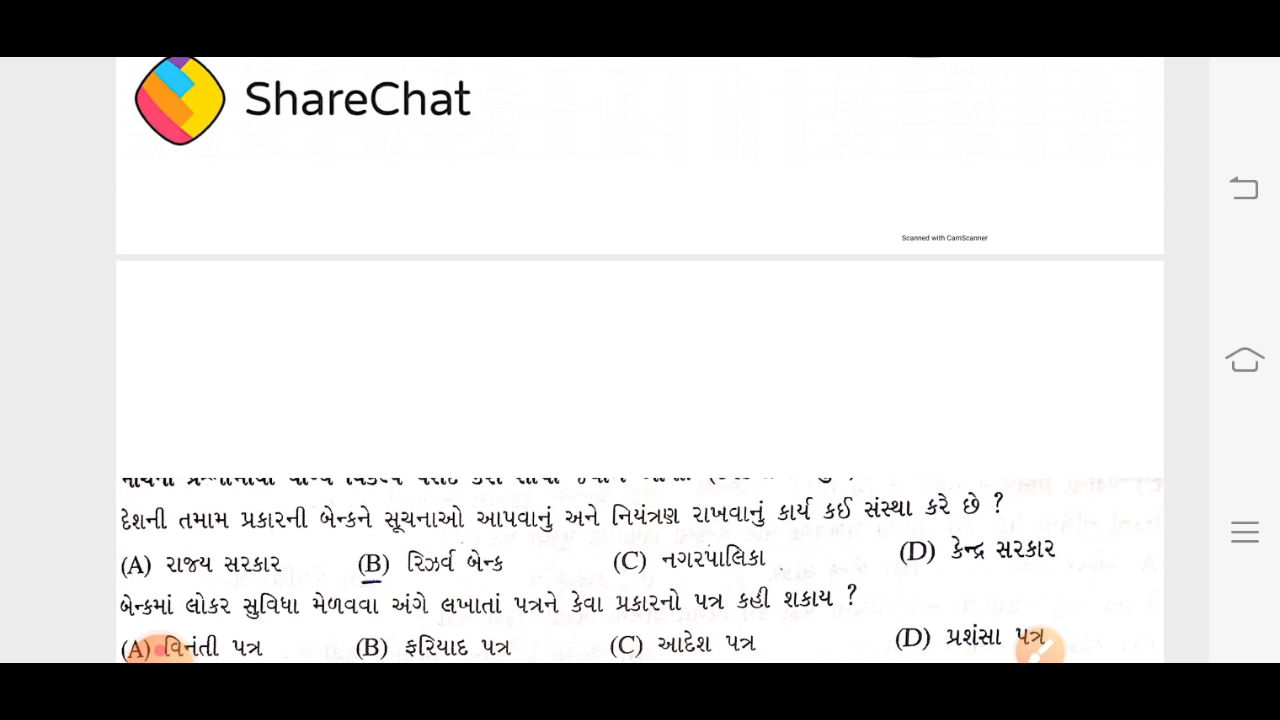 ShareChat
Scanned with CamScanner
દેશની તમામ પ્રકારની બેન્કને સૂચનાઓ આપવાનું અને નિયંત્રણ રાખવાનું કાર્ય કઈ સંસ્થા કરે છે ?
(A) રાજ્ય સરકાર (B) રિઝર્વ બેન્ક (C) નગરપાલિકા (D) કેન્દ્ર સરકાર
બેન્કમાં લોકર સુવિધા મેળવવા અંગે લખાતાં પત્રને કેવા પ્રકારનો પત્ર કહી શકાય ?
(A) વિનંતી પત્ર (B) ફરિયાદ પત્ર (C) આદેશ પત્ર (D) પ્રશંસા પત્ર